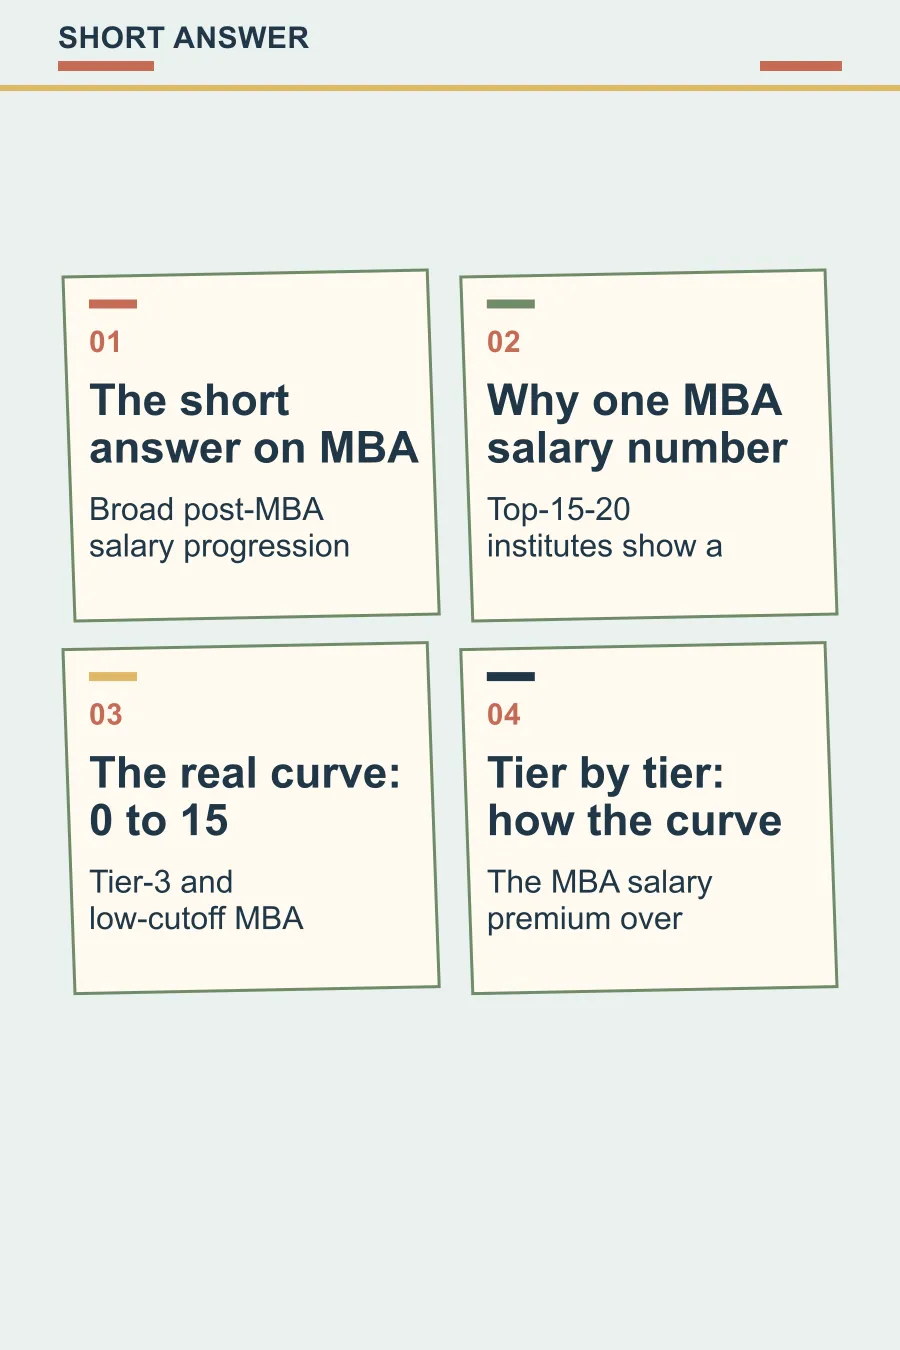 SHORT ANSWER
01
The short
answer on MBA
Broad post-MBA
salary progression
02
Why one MBA
salary number
Top-15-20
institutes show a
03
The real curve:
0 to 15
Tier-3 and
low-cutoff MBA
04
Tier by tier:
how the curve
The MBA salary
premium over